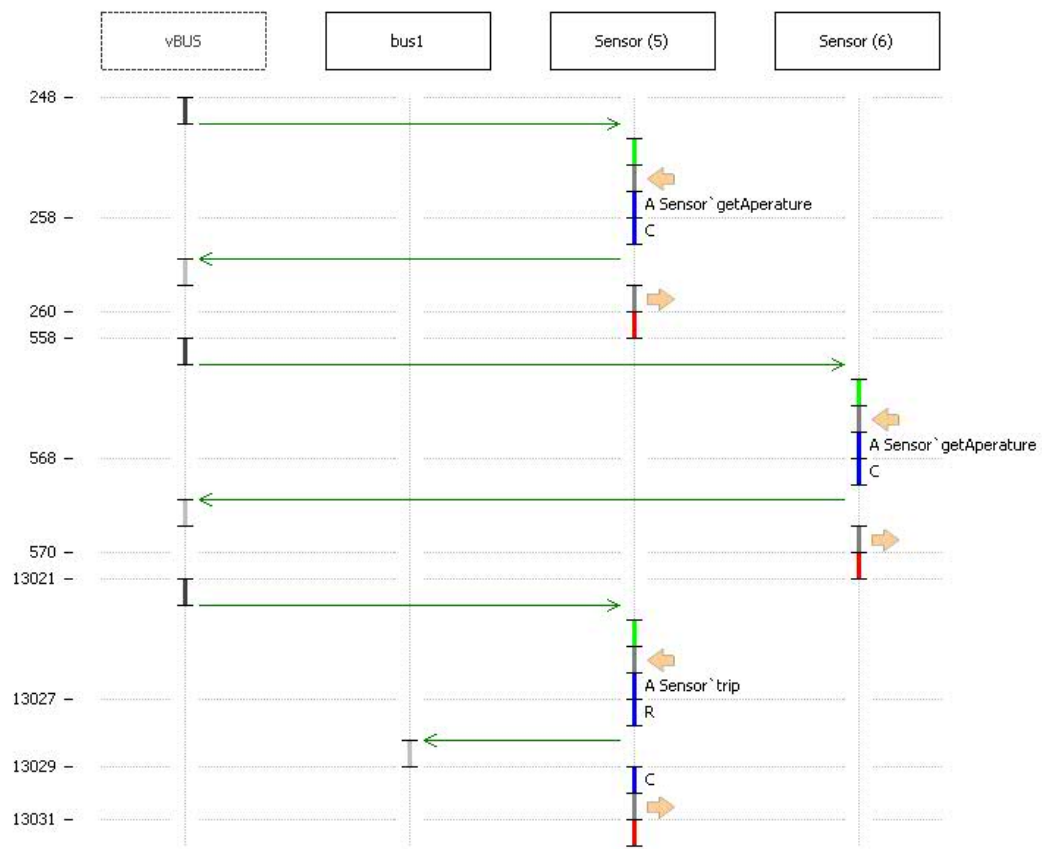 vBUS bus1 Sensor (5) Sensor (6)
248
A Sensor`getAperature
258
C
260
558
A Sensor`getAperature
568
C
570
13021
A Sensor`trip
13027
R
13029
C
13031